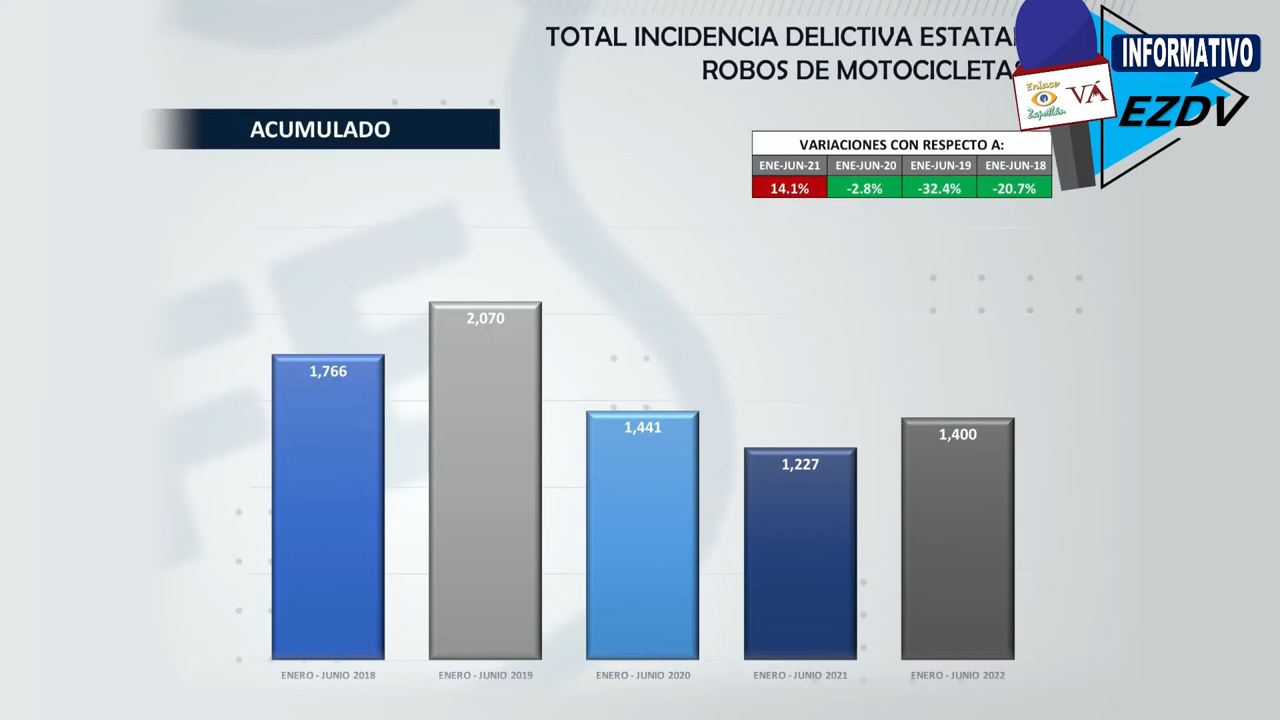 TOTAL INCIDENCIA DELICTIVA ESTATAL
ROBOS DE MOTOCICLETAS
INFORMATIVO
EZDV
Enlace
Zapotlán
VÁ
ACUMULADO
VARIACIONES CON RESPECTO A:
ENE-JUN-21 ENE-JUN-20 ENE-JUN-19 ENE-JUN-18
14.1% -2.8% -32.4% -20.7%
1,766
2,070
1,441
1,227
1,400
ENERO - JUNIO 2018
ENERO - JUNIO 2019
ENERO - JUNIO 2020
ENERO - JUNIO 2021
ENERO - JUNIO 2022